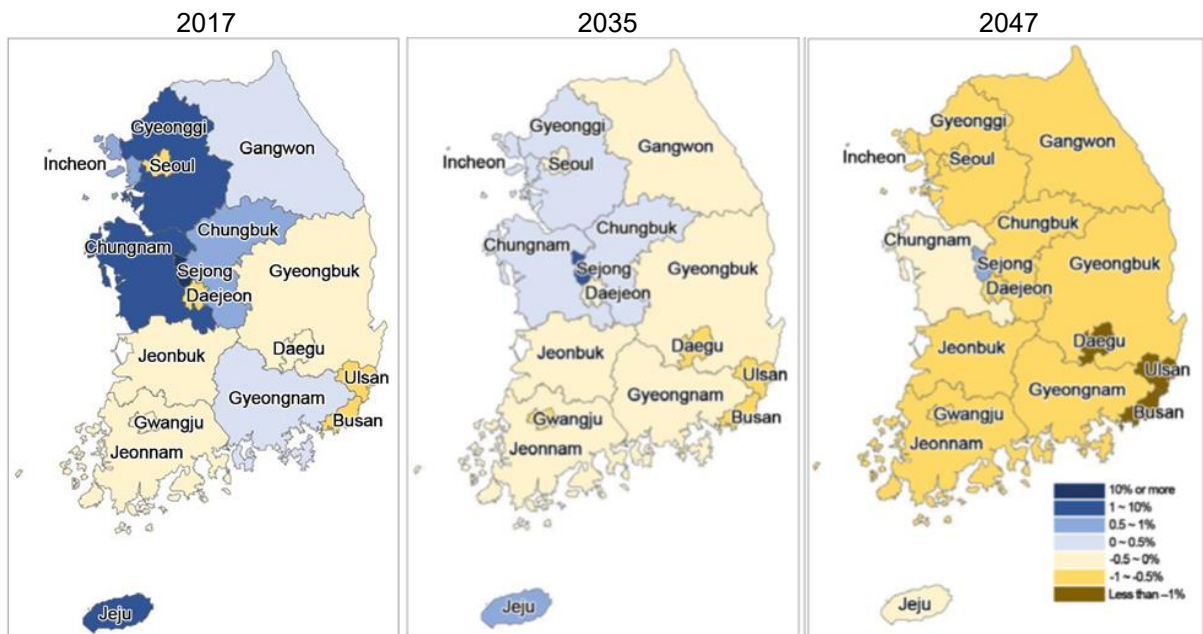 2017
2035
2047
Gyeonggi
Incheon
Seoul
Gangwon
Chungnam
Chungbuk
Sejong
Daejeon
Gyeongbuk
Jeonbuk
Daegu
Ulsan
Gyeongnam
Busan
Gwangju
Jeonnam
Jeju
Gyeonggi
Incheon
Seoul
Gangwon
Chungnam
Chungbuk
Sejong
Daejeon
Gyeongbuk
Jeonbuk
Daegu
Ulsan
Gyeongnam
Busan
Gwangju
Jeonnam
Jeju
Gyeonggi
Incheon
Seoul
Gangwon
Chungnam
Chungbuk
Sejong
Daejeon
Gyeongbuk
Jeonbuk
Daegu
Ulsan
Gyeongnam
Busan
Gwangju
Jeonnam
Jeju
10% or more
1 ~ 10%
0.5 ~ 1%
0 ~ 0.5%
-0.5 ~ 0%
-1 ~ -0.5%
Less than –1%